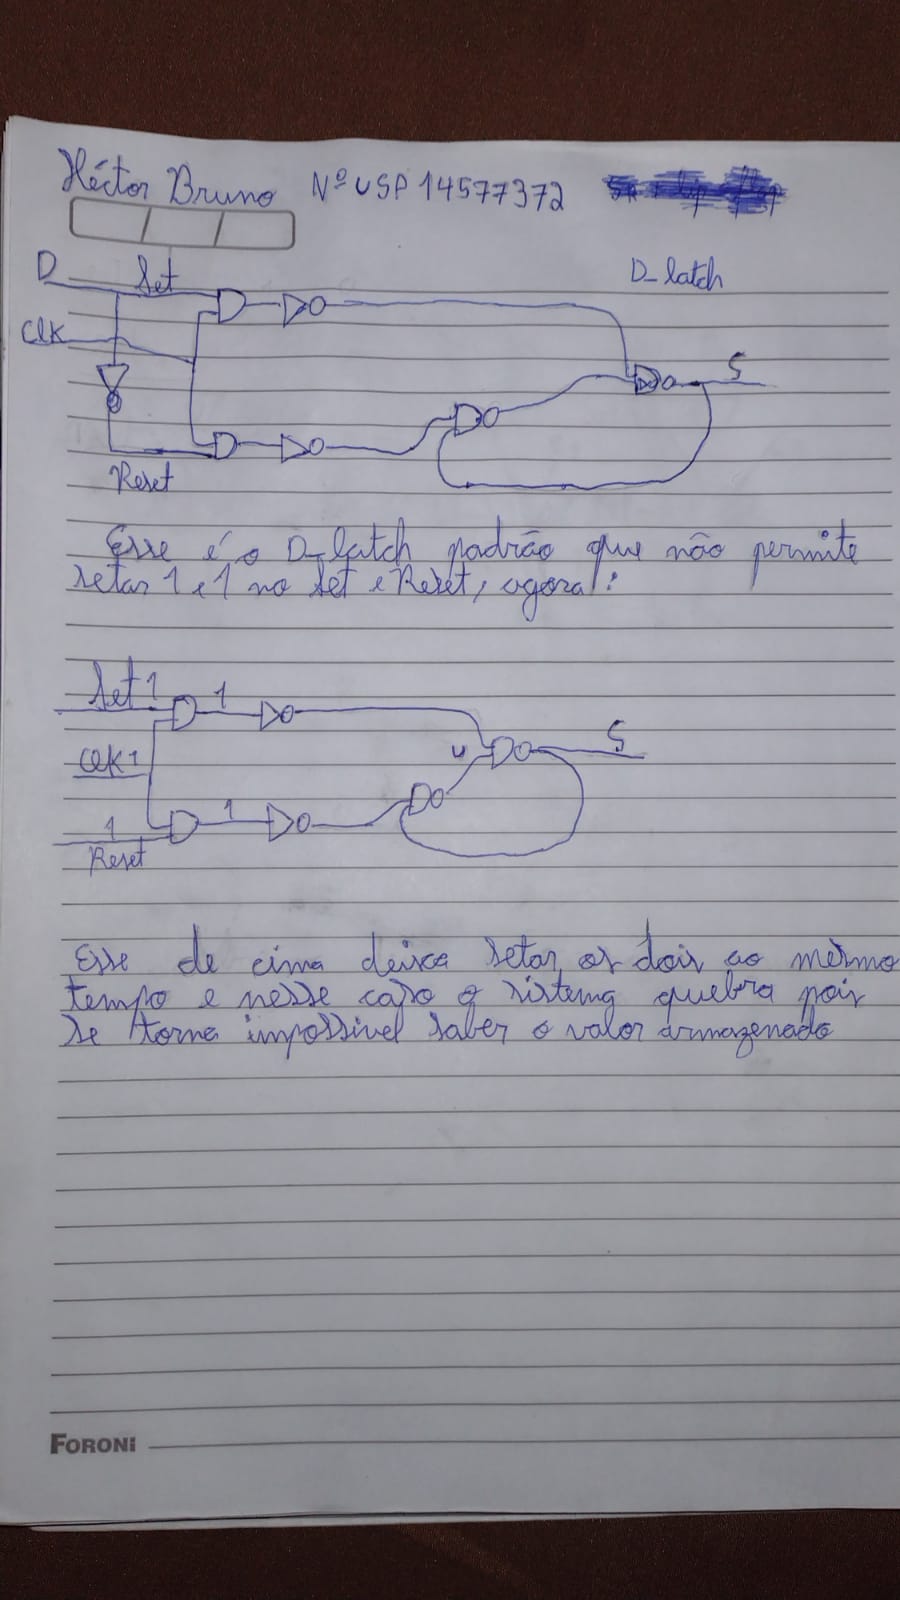 Héctor Bruno Nº USP 14577372
D Set D_latch
Clk
S
Reset
Esse é o D_latch padrão que não permite
setar 1 e 1 no Set e Reset, agora!:
Set 1 1
S
Clk 1
1 1
Reset
Esse de cima deixa setar os dois ao mesmo
tempo e nesse caso o sistema quebra pois
se torna impossível saber o valor armazenado
FORONI